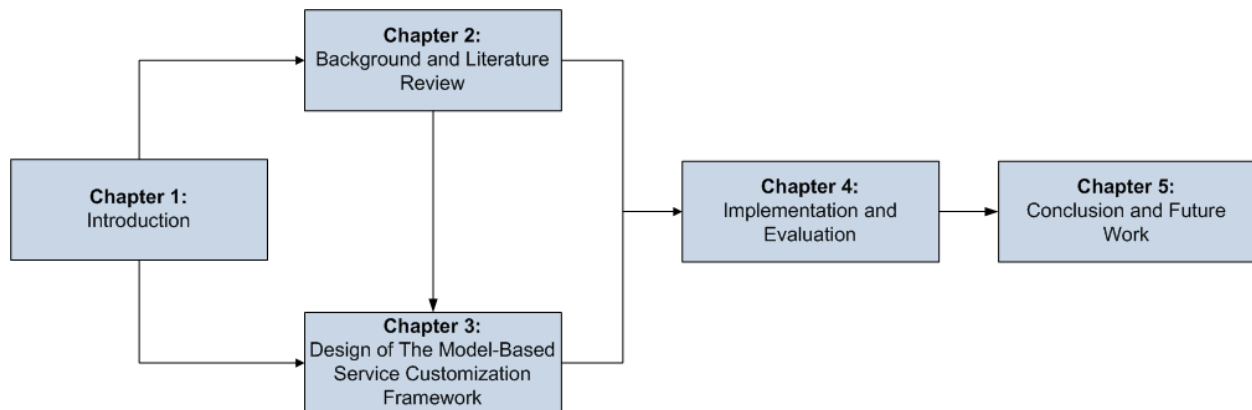 Chapter 1:
Introduction
Chapter 2:
Background and Literature
Review
Chapter 3:
Design of The Model-Based
Service Customization
Framework
Chapter 4:
Implementation and
Evaluation
Chapter 5:
Conclusion and Future
Work